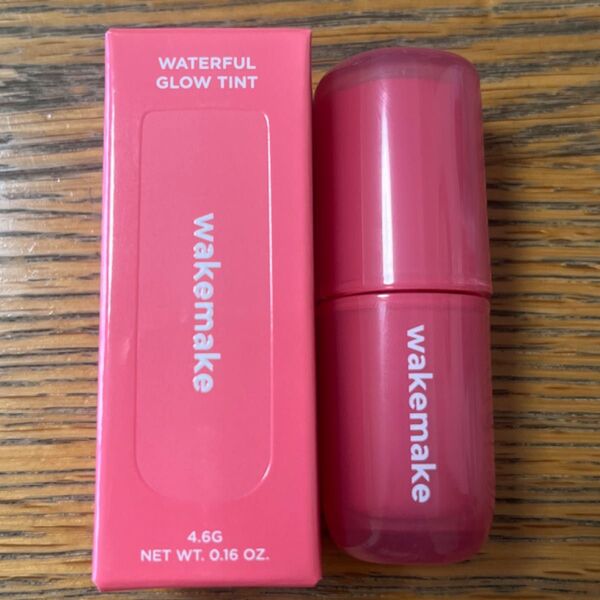 WATERFUL
GLOW TINT
wakemake
4.6G
NET WT. 0.16 OZ.
wakemake